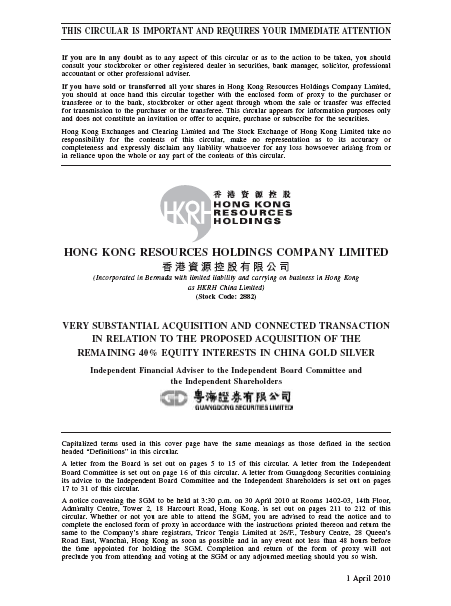 THIS CIRCULAR IS IMPORTANT AND REQUIRES YOUR IMMEDIATE ATTENTION
If you are in any doubt as to any aspect of this circular or as to the action to be taken, you should
consult your stockbroker or other registered dealer in securities, bank manager, solicitor, professional
accountant or other professional adviser.
If you have sold or transferred all your shares in Hong Kong Resources Holdings Company Limited,
you should at once hand this circular together with the enclosed form of proxy to the purchaser or
transferee or to the bank, stockbroker or other agent through whom the sale or transfer was effected
for transmission to the purchaser or the transferee. This circular appears for information purposes only
and does not constitute an invitation or offer to acquire, purchase or subscribe for the securities.
Hong Kong Exchanges and Clearing Limited and The Stock Exchange of Hong Kong Limited take no
responsibility for the contents of this circular, make no representation as to its accuracy or
completeness and expressly disclaim any liability whatsoever for any loss howsoever arising from or
in reliance upon the whole or any part of the contents of this circular.
HKRH
香港資源控股
HONG KONG
RESOURCES
HOLDINGS
HONG KONG RESOURCES HOLDINGS COMPANY LIMITED
香港資源控股有限公司
(Incorporated in Bermuda with limited liability and carrying on business in Hong Kong
as HKRH China Limited)
(Stock Code: 2882)
VERY SUBSTANTIAL ACQUISITION AND CONNECTED TRANSACTION
IN RELATION TO THE PROPOSED ACQUISITION OF THE
REMAINING 40% EQUITY INTERESTS IN CHINA GOLD SILVER
Independent Financial Adviser to the Independent Board Committee and
the Independent Shareholders
GD 粵海證券有限公司
GUANGDONG SECURITIES LIMITED
Capitalized terms used in this cover page have the same meanings as those defined in the section
headed "Definitions" in this circular.
A letter from the Board is set out on pages 5 to 15 of this circular. A letter from the Independent
Board Committee is set out on page 16 of this circular. A letter from Guangdong Securities containing
its advice to the Independent Board Committee and the Independent Shareholders is set out on pages
17 to 31 of this circular.
A notice convening the SGM to be held at 3:30 p.m. on 30 April 2010 at Rooms 1402-03, 14th Floor,
Admiralty Centre, Tower 2, 18 Harcourt Road, Hong Kong, is set out on pages 211 to 212 of this
circular. Whether or not you are able to attend the SGM, you are advised to read the notice and to
complete the enclosed form of proxy in accordance with the instructions printed thereon and return the
same to the Company's share registrars, Tricor Tengis Limited at 26/F., Tesbury Centre, 28 Queen's
Road East, Wanchai, Hong Kong as soon as possible and in any event not less than 48 hours before
the time appointed for holding the SGM. Completion and return of the form of proxy will not
preclude you from attending and voting at the SGM or any adjourned meeting should you so wish.
1 April 2010